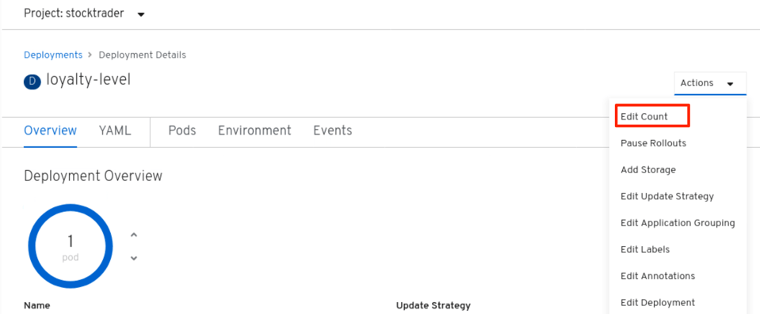 Project: stocktrader
Deployments > Deployment Details
D loyalty-level
Actions
Edit Count
Pause Rollouts
Add Storage
Edit Update Strategy
Edit Application Grouping
Edit Labels
Edit Annotations
Edit Deployment
Overview YAML Pods Environment Events
Deployment Overview
1
pod
Name Update Strategy